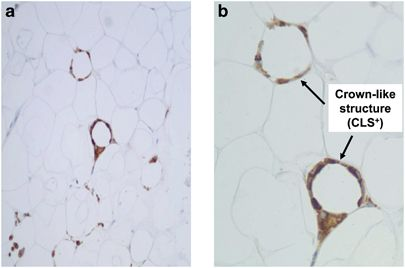 a
b
Crown-like
structure
(CLS⁺)